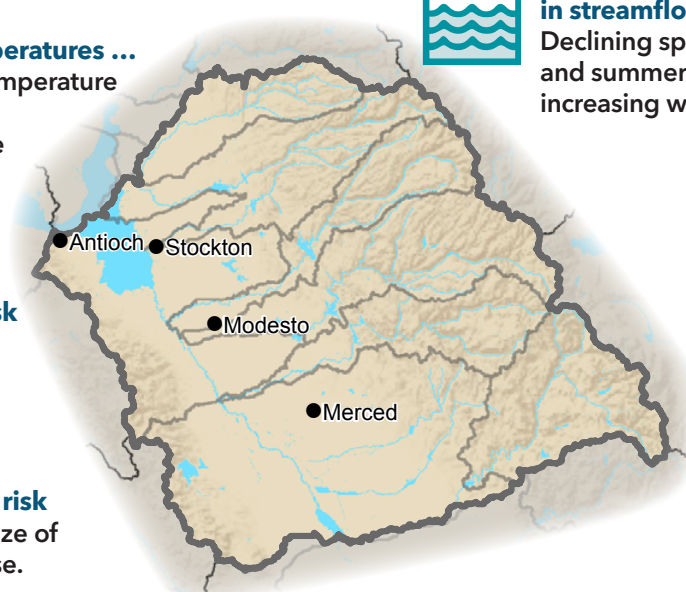 in streamflo
Declining sp
and summer
increasing w
peratures …
mperature
e
sk
risk
ze of
se.
Antioch
Stockton
Modesto
Merced